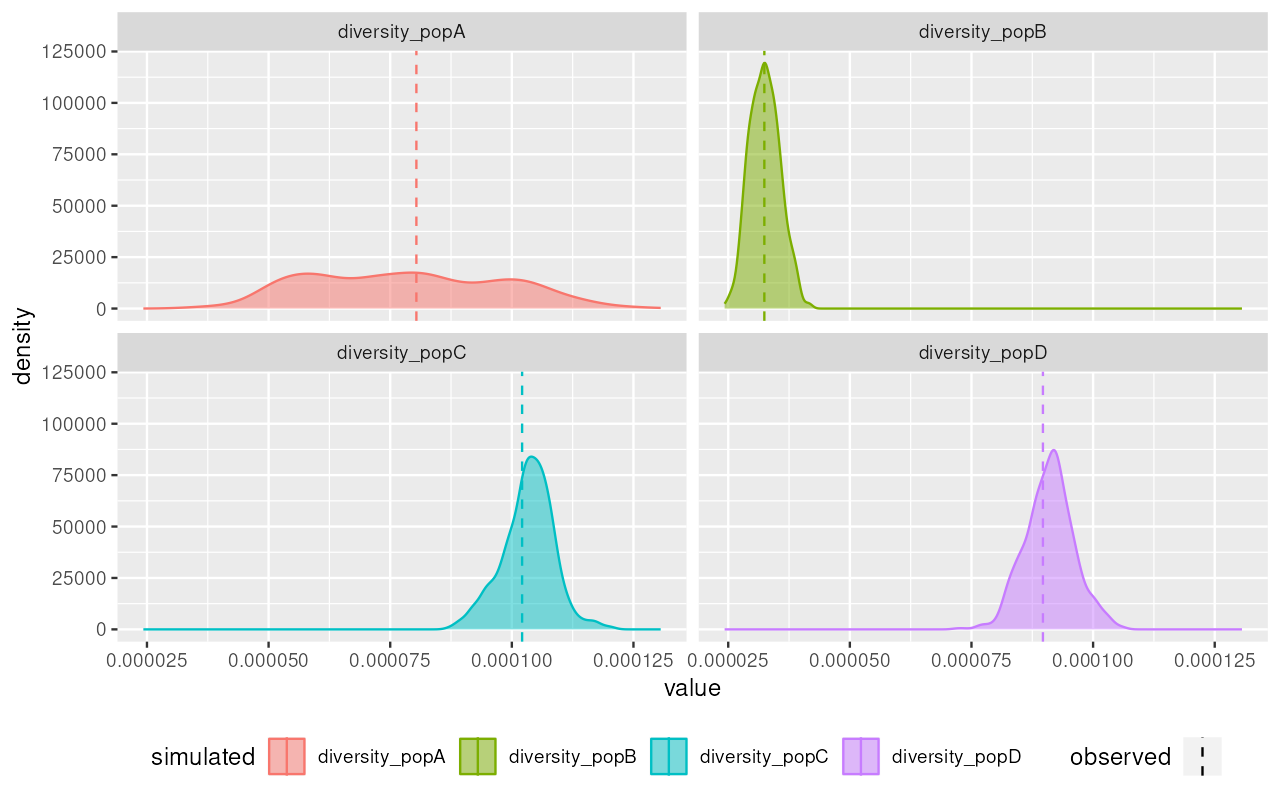 diversity_popA
diversity_popB
125000
100000
75000
50000
25000
0
diversity_popC
diversity_popD
125000
100000
75000
50000
25000
0
density
0.000025 0.000050 0.000075 0.000100 0.000125
0.000025 0.000050 0.000075 0.000100 0.000125
value
simulated diversity_popA diversity_popB diversity_popC diversity_popD observed